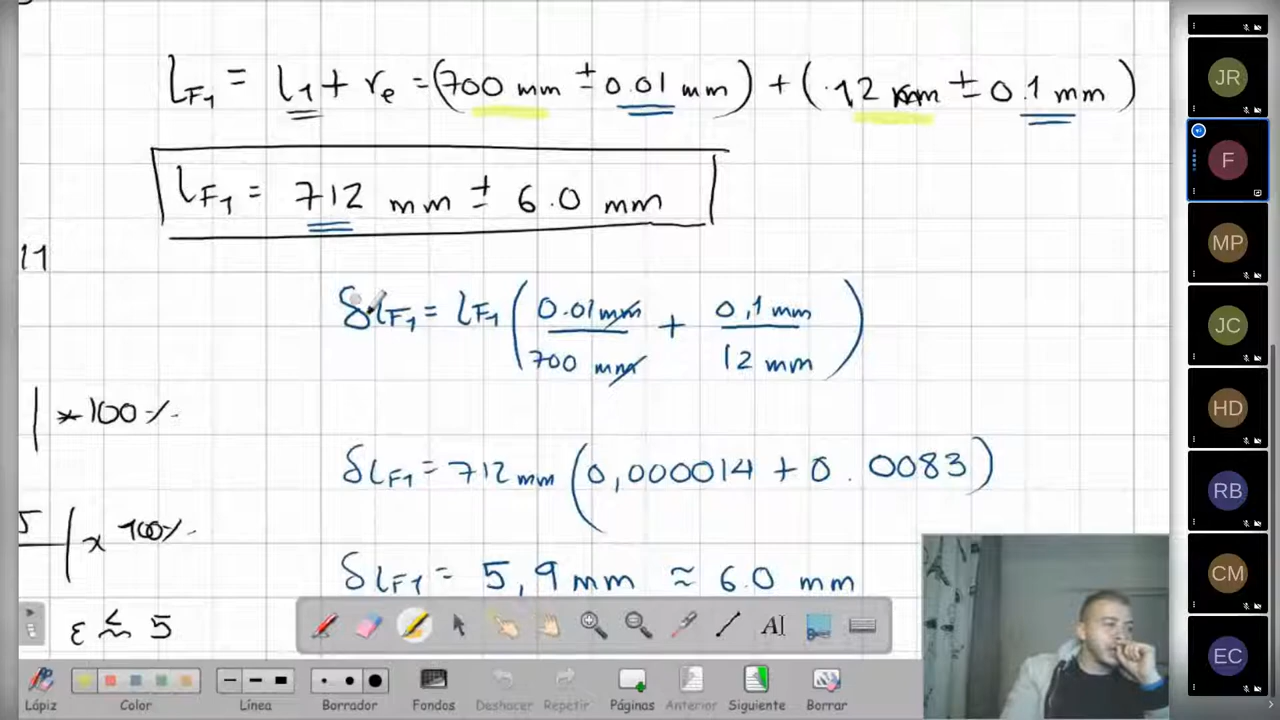 lF1 = l1 + re = (700 mm ± 0.01 mm) + (.12 mm ± 0.1 mm)
lF1 = 712 mm ± 6.0 mm
11
δlF1 = lF1 ( 0.01mm / 700 mm + 0,1 mm / 12 mm )
| * 100 %
δlF1 = 712 mm ( 0,000014 + 0.0083 )
5 | x 100%
δlF1 = 5,9 mm ≈ 6.0 mm
ε ≲ 5
JR
F
MP
JC
HD
RB
CM
EC
AI
Lápiz
Color
Línea
Borrador
Fondos
Deshacer
Repetir
Páginas
Anterior
Siguiente
Borrar